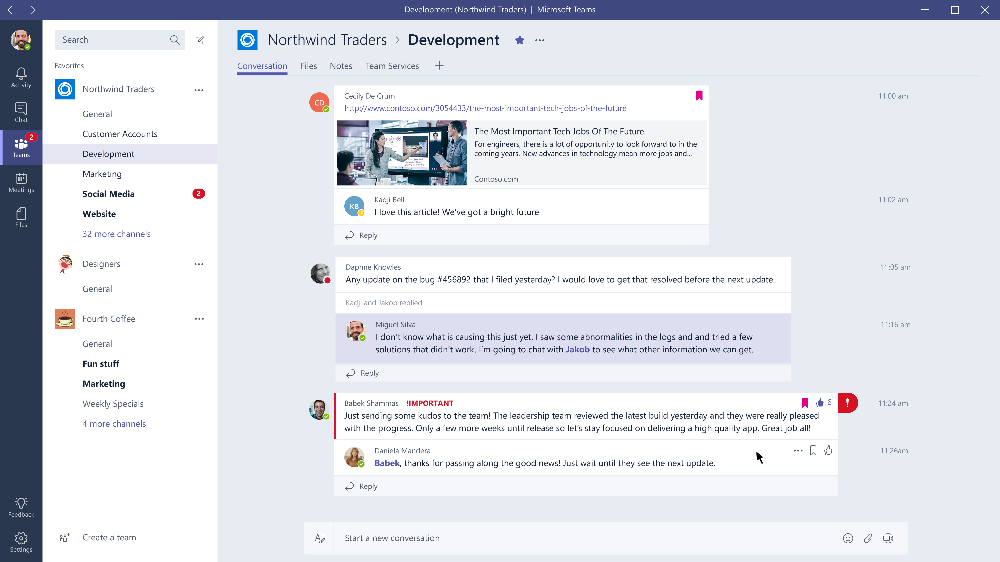 Development (Northwind Traders) | Microsoft Teams
Activity
Chat
2
Teams
Meetings
Files
Feedback
Settings
Search
Favorites
Northwind Traders
General
Customer Accounts
Development
Marketing
Social Media 2
Website
32 more channels
Designers
General
Fourth Coffee
General
Fun stuff
Marketing
Weekly Specials
4 more channels
Create a team
Northwind Traders > Development
Conversation Files Notes Team Services
CD
Cecily De Crum 11:00 am
http://www.contoso.com/3054433/the-most-important-tech-jobs-of-the-future
The Most Important Tech Jobs Of The Future
For engineers, there is a lot of opportunity to look forward to in the
coming years. New advances in technology mean more jobs and...
Contoso.com
KB
Kadji Bell 11:02 am
I love this article! We’ve got a bright future
Reply
Daphne Knowles 11:05 am
Any update on the bug #456892 that I filed yesterday? I would love to get that resolved before the next update.
Kadji and Jakob replied
Miguel Silva 11:16 am
I don’t know what is causing this just yet. I saw some abnormalities in the logs and and tried a few
solutions that didn’t work. I’m going to chat with Jakob to see what other information we can get.
Reply
Babek Shammas !IMPORTANT 6 ! 11:24 am
Just sending some kudos to the team! The leadership team reviewed the latest build yesterday and they were really pleased
with the progress. Only a few more weeks until release so let’s stay focused on delivering a high quality app. Great job all!
Daniela Mandera 11:26am
Babek, thanks for passing along the good news! Just wait until they see the next update.
Reply
Start a new conversation